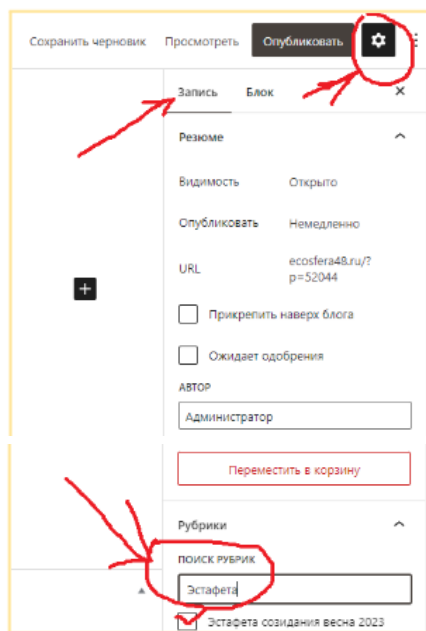 Сохранить черновик Просмотреть Опубликовать
Запись Блок
Резюме
Видимость Открыто
Опубликовать Немедленно
URL ecosfera48.ru/?
p=52044
Прикрепить наверх блога
Ожидает одобрения
АВТОР
Администратор
Переместить в корзину
Рубрики
ПОИСК РУБРИК
Эстафета
Эстафета созидания весна 2023